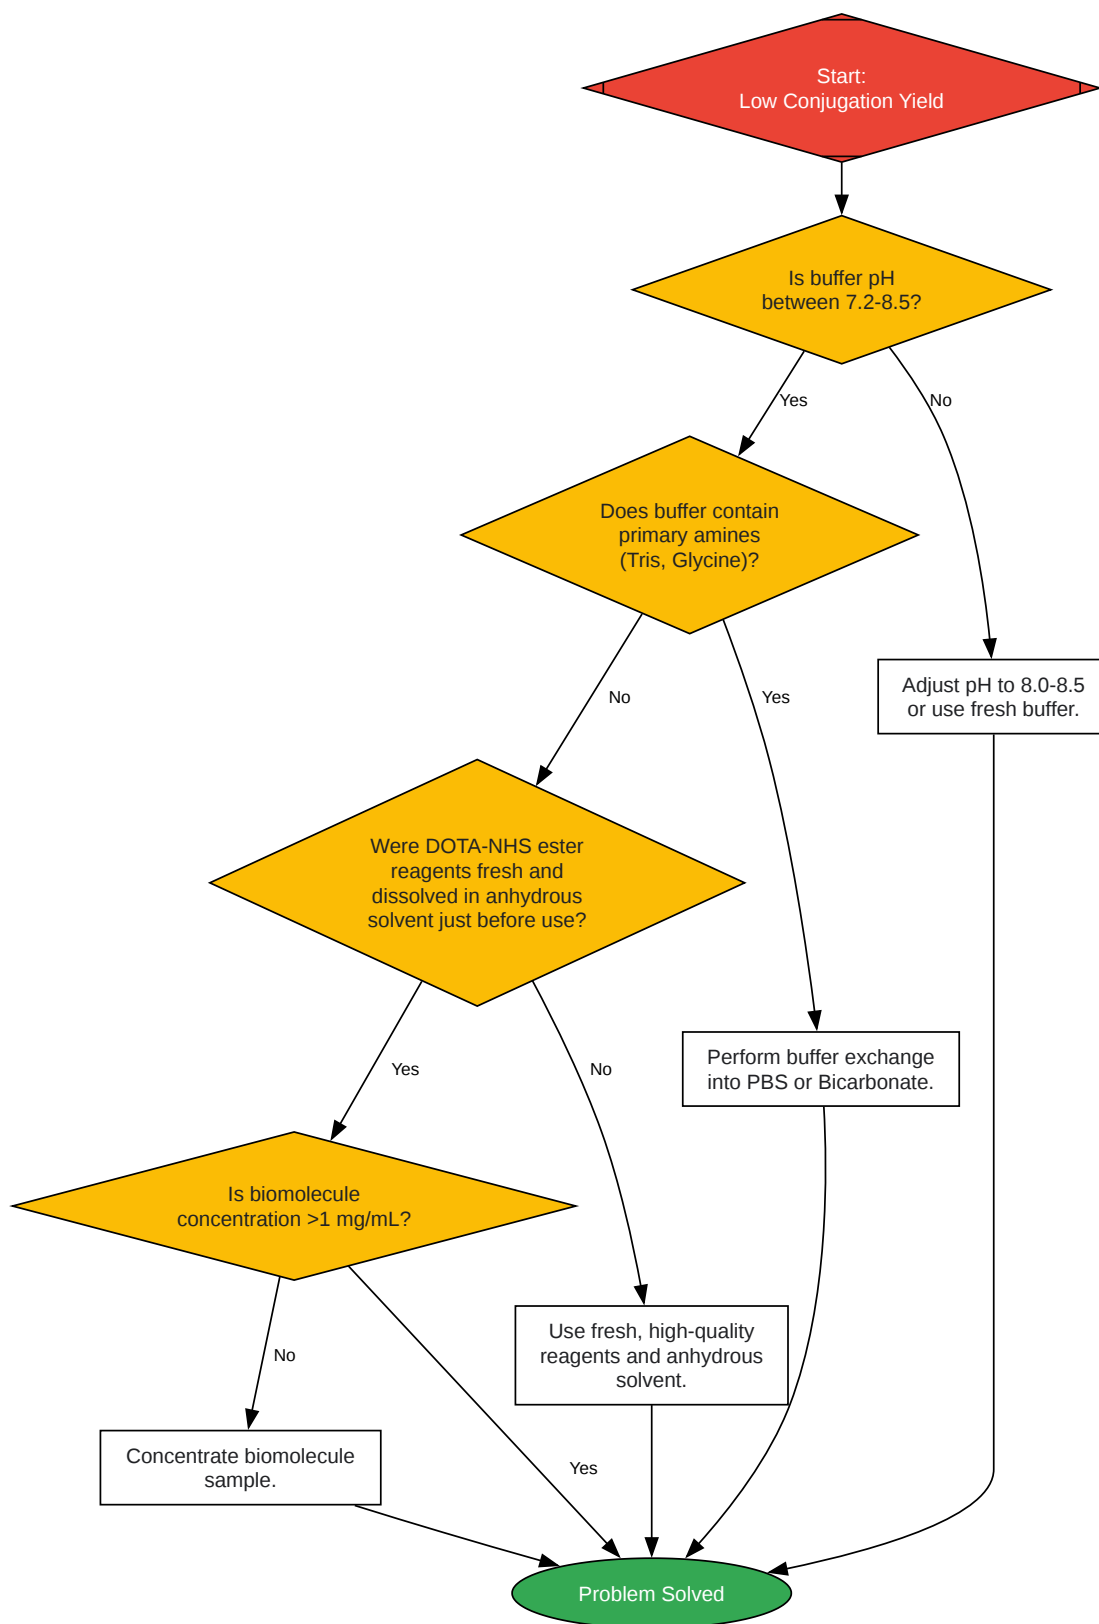 Start:
Low Conjugation Yield
Is buffer pH
between 7.2-8.5?
Yes
No
Does buffer contain
primary amines
(Tris, Glycine)?
No
Yes
Adjust pH to 8.0-8.5
or use fresh buffer.
Were DOTA-NHS ester
reagents fresh and
dissolved in anhydrous
solvent just before use?
Yes
No
Perform buffer exchange
into PBS or Bicarbonate.
Is biomolecule
concentration >1 mg/mL?
No
Yes
Use fresh, high-quality
reagents and anhydrous
solvent.
Concentrate biomolecule
sample.
Problem Solved